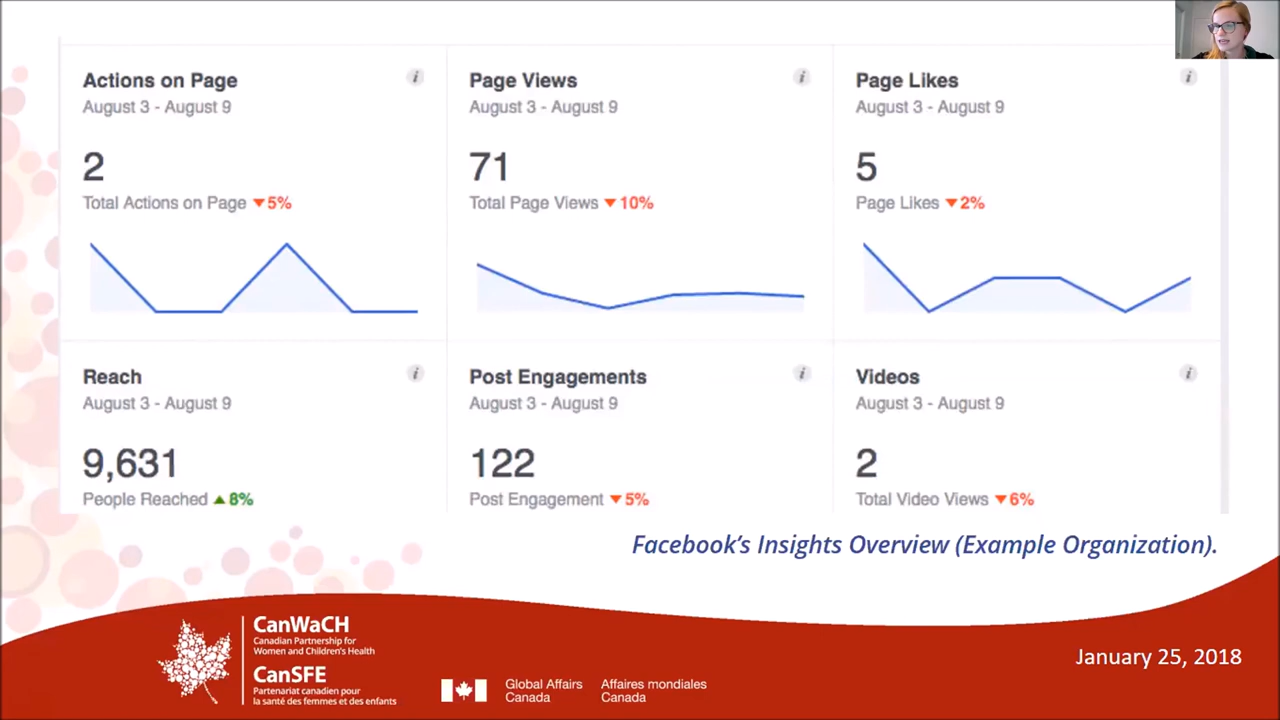 Actions on Page
August 3 - August 9
2
Total Actions on Page ▼5%
Page Views
August 3 - August 9
71
Total Page Views ▼10%
Page Likes
August 3 - August 9
5
Page Likes ▼2%
Reach
August 3 - August 9
9,631
People Reached ▲8%
Post Engagements
August 3 - August 9
122
Post Engagement ▼5%
Videos
August 3 - August 9
2
Total Video Views ▼6%
Facebook's Insights Overview (Example Organization).
CanWaCH
Canadian Partnership for
Women and Children's Health
CanSFE
Partenariat canadien pour
la santé des femmes et des enfants
Global Affairs
Canada
Affaires mondiales
Canada
January 25, 2018